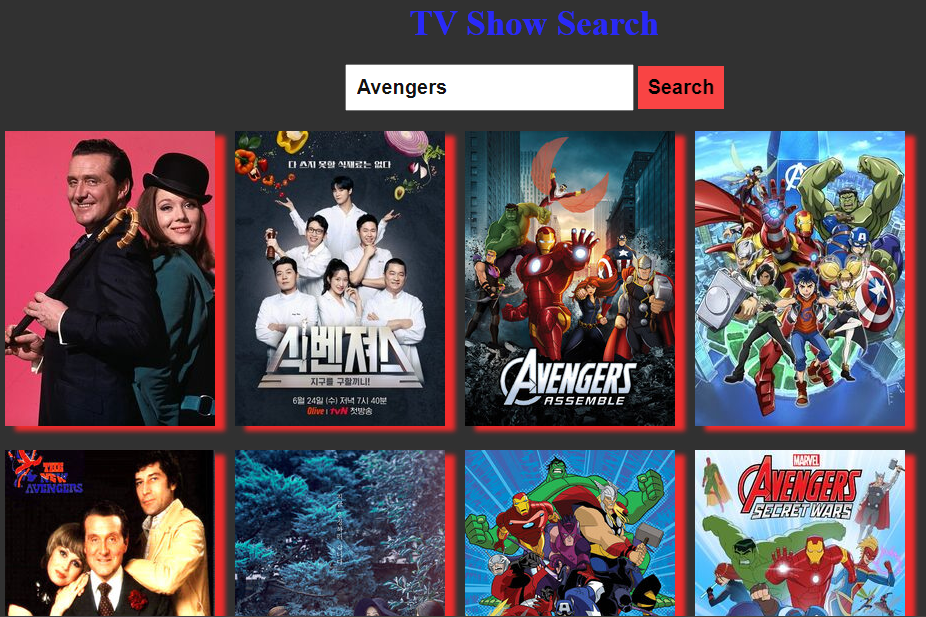 TV Show Search
Avengers
Search
다 쓰지 못할 식재료는 없다
식벤져스
지구를 구할끼니!
6월 24일 (수) 저녁 7시 40분
Olive | tvN 첫방송
AVENGERS
ASSEMBLE
A
A
THE
NEW
AVENGERS
MARVEL
AVENGERS
SECRET WARS
A